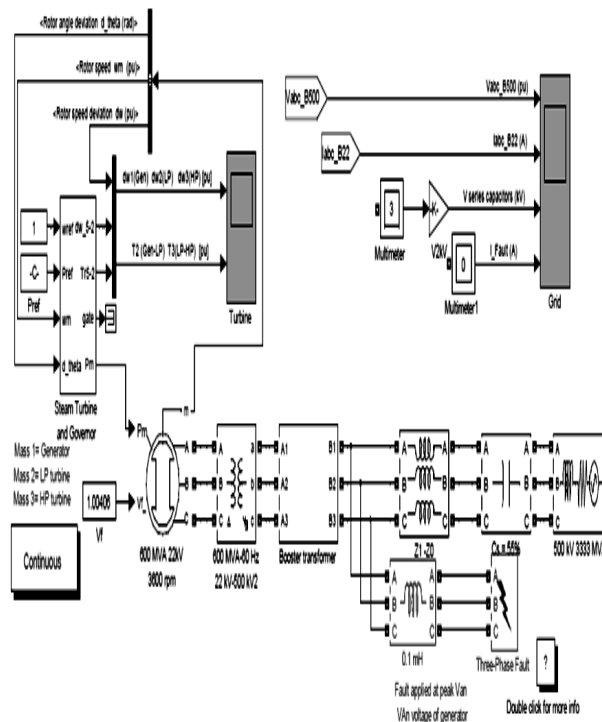 <Rotor angle deviation d_theta (rad)>
<Rotor speed wm (pu)>
<Rotor speed deviation dw (pu)>
dw1(Gen) dw2(LP) dw3(HP) [pu]
T2 (Gen-LP) T3(LP-HP) [pu]
Turbine
1
wref dw_5-2
-C-
Pref
Pref Tr5-2
wm gate
d_theta Pm
Steam Turbine
and Governor
Vabc_B500
Vabc_B500 (pu)
Iabc_B22
Iabc_B22 (A)
3
Multimeter
-K-
V2kV
V series capacitors (kV)
0
Multimeter1
I_Fault (A)
Grid
Mass 1= Generator
Mass 2= LP turbine
Mass 3= HP turbine
1.00406
Vf
Continuous
m
Pm
Vf_
A
B
C
600 MVA 22kV
3600 rpm
A
B
C
600 MVA-60 Hz
22 kV-500 kV2
A1 B1
A2 B2
A3 B3
Booster transformer
A A
B B
C C
Z1 -Z0
A A
B B
C C
Cs = 55%
A
B
C
500 kV 3333 MV
A A
B B
C C
0.1 mH
A
B
C
Three-Phase Fault
Fault applied at peak Van
VAn voltage of generator
?
Double click for more info